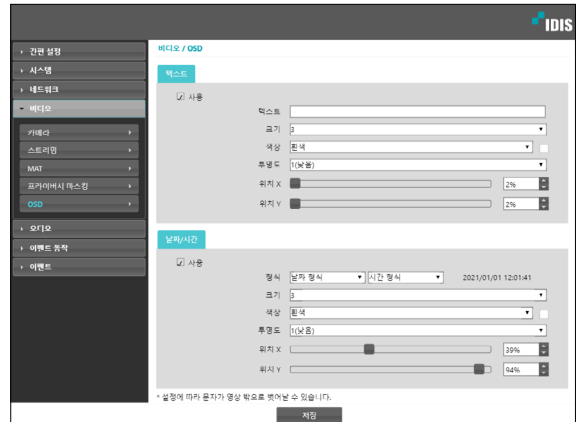 IDIS
간편 설정
시스템
네트워크
비디오
카메라
스트리밍
MAT
프라이버시 마스킹
OSD
오디오
이벤트 동작
이벤트
비디오 / OSD
텍스트
사용
텍스트
크기 3
색상 흰색
투명도 1(낮음)
위치 X 2%
위치 Y 2%
날짜/시간
사용
형식 날짜 형식 시간 형식 2021/01/01 12:01:41
크기 3
색상 흰색
투명도 1(낮음)
위치 X 39%
위치 Y 94%
* 설정에 따라 문자가 영상 밖으로 벗어날 수 있습니다.
저장